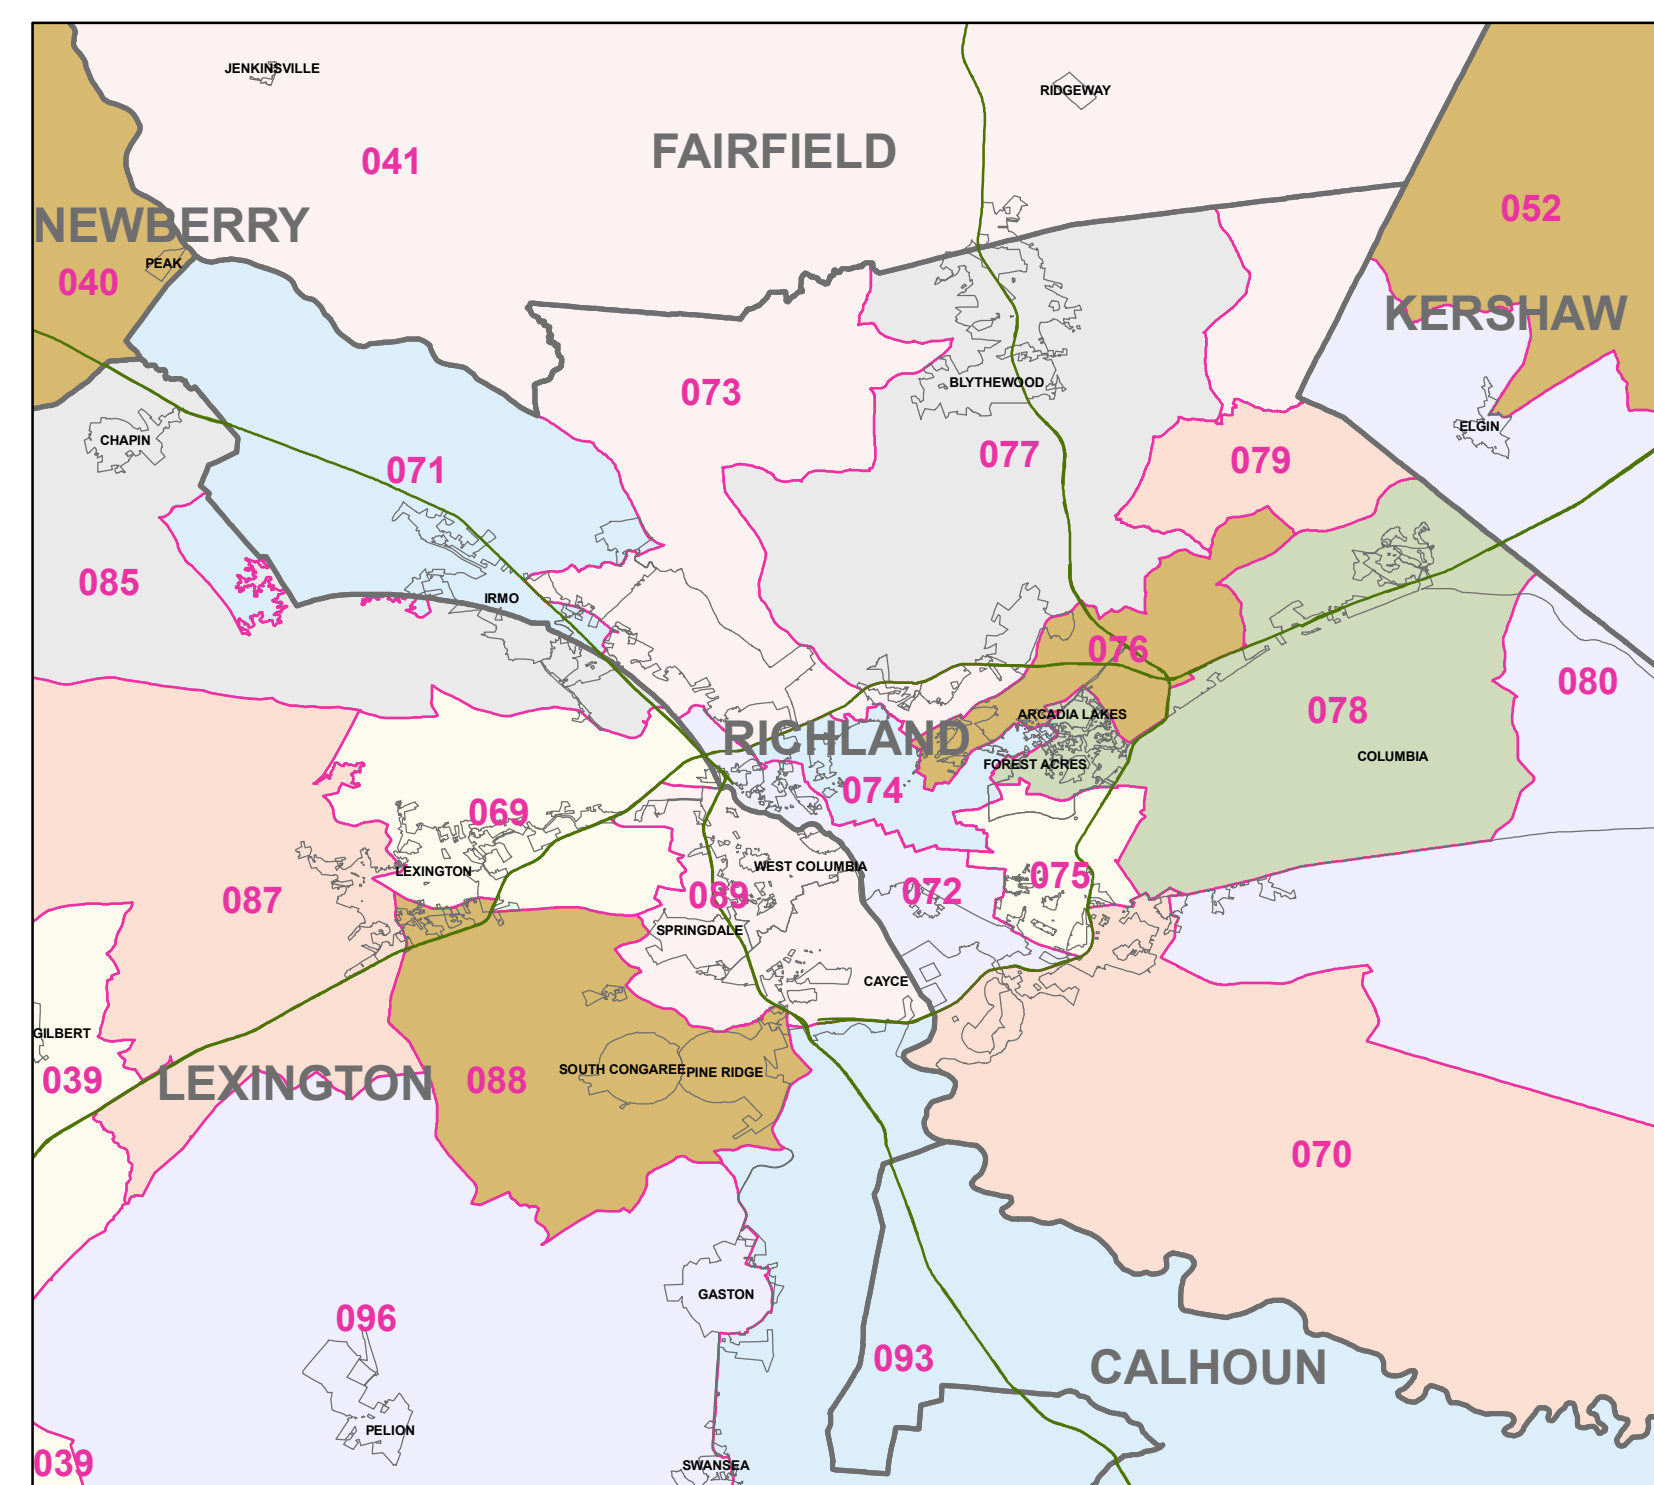 JENKINSVILLE
RIDGEWAY
FAIRFIELD
041
052
NEWBERRY
PEAK
040
KERSHAW
073
BLYTHEWOOD
ELGIN
CHAPIN
077
079
071
085
IRMO
076
080
078
ARCADIA LAKES
RICHLAND
COLUMBIA
FOREST ACRES
074
069
WEST COLUMBIA
LEXINGTON
075
072
089
087
SPRINGDALE
CAYCE
GILBERT
SOUTH CONGAREE
PINE RIDGE
039
LEXINGTON
088
070
GASTON
096
093
CALHOUN
PELION
039
SWANSEA